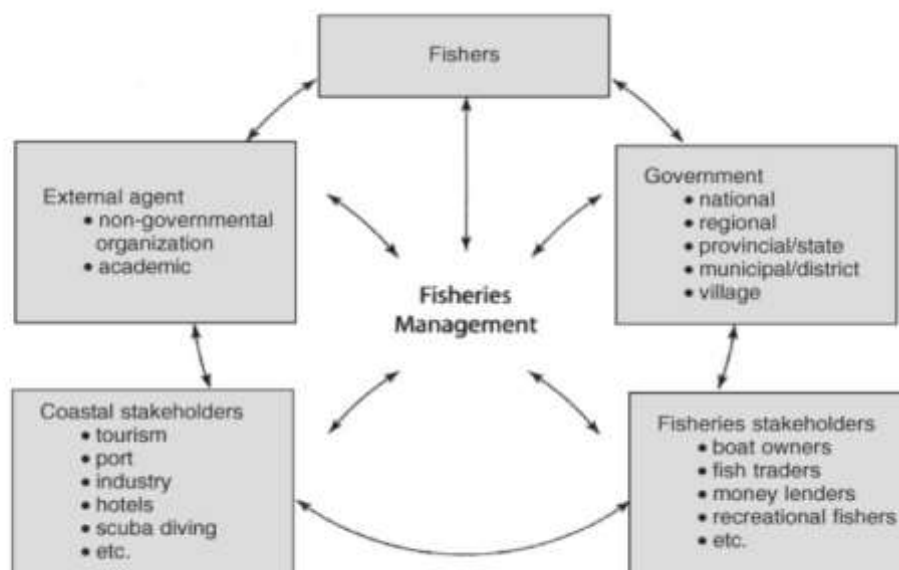 Fishers
External agent
• non-governmental
organization
• academic
Government
• national
• regional
• provincial/state
• municipal/district
• village
Fisheries
Management
Coastal stakeholders
• tourism
• port
• industry
• hotels
• scuba diving
• etc.
Fisheries stakeholders
• boat owners
• fish traders
• money lenders
• recreational fishers
• etc.